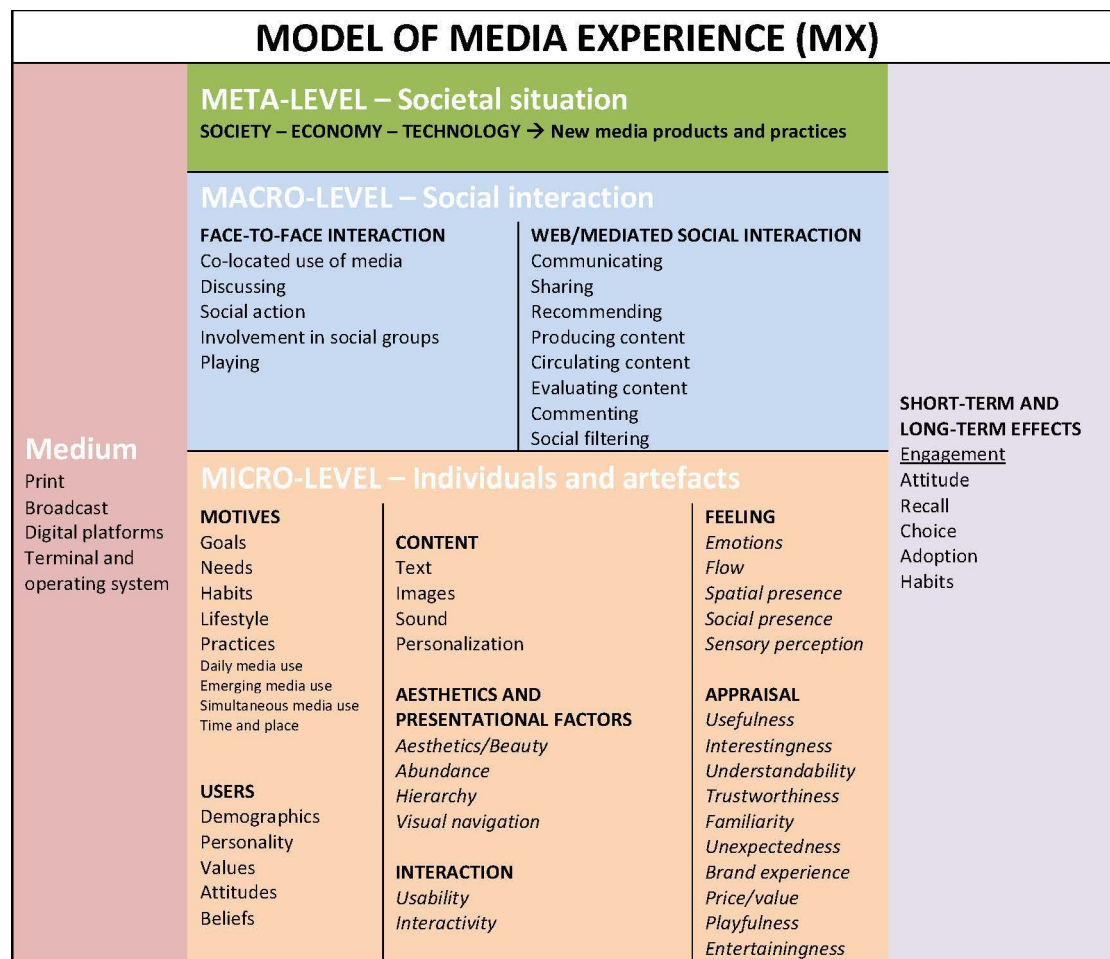 MODEL OF MEDIA EXPERIENCE (MX)
Medium
Print
Broadcast
Digital platforms
Terminal and
operating system
META-LEVEL – Societal situation
SOCIETY – ECONOMY – TECHNOLOGY → New media products and practices
MACRO-LEVEL – Social interaction
FACE-TO-FACE INTERACTION
Co-located use of media
Discussing
Social action
Involvement in social groups
Playing
WEB/MEDIATED SOCIAL INTERACTION
Communicating
Sharing
Recommending
Producing content
Circulating content
Evaluating content
Commenting
Social filtering
MICRO-LEVEL – Individuals and artefacts
MOTIVES
Goals
Needs
Habits
Lifestyle
Practices
Daily media use
Emerging media use
Simultaneous media use
Time and place
USERS
Demographics
Personality
Values
Attitudes
Beliefs
CONTENT
Text
Images
Sound
Personalization
AESTHETICS AND
PRESENTATIONAL FACTORS
Aesthetics/Beauty
Abundance
Hierarchy
Visual navigation
INTERACTION
Usability
Interactivity
FEELING
Emotions
Flow
Spatial presence
Social presence
Sensory perception
APPRAISAL
Usefulness
Interestingness
Understandability
Trustworthiness
Familiarity
Unexpectedness
Brand experience
Price/value
Playfulness
Entertainingness
SHORT-TERM AND
LONG-TERM EFFECTS
Engagement
Attitude
Recall
Choice
Adoption
Habits